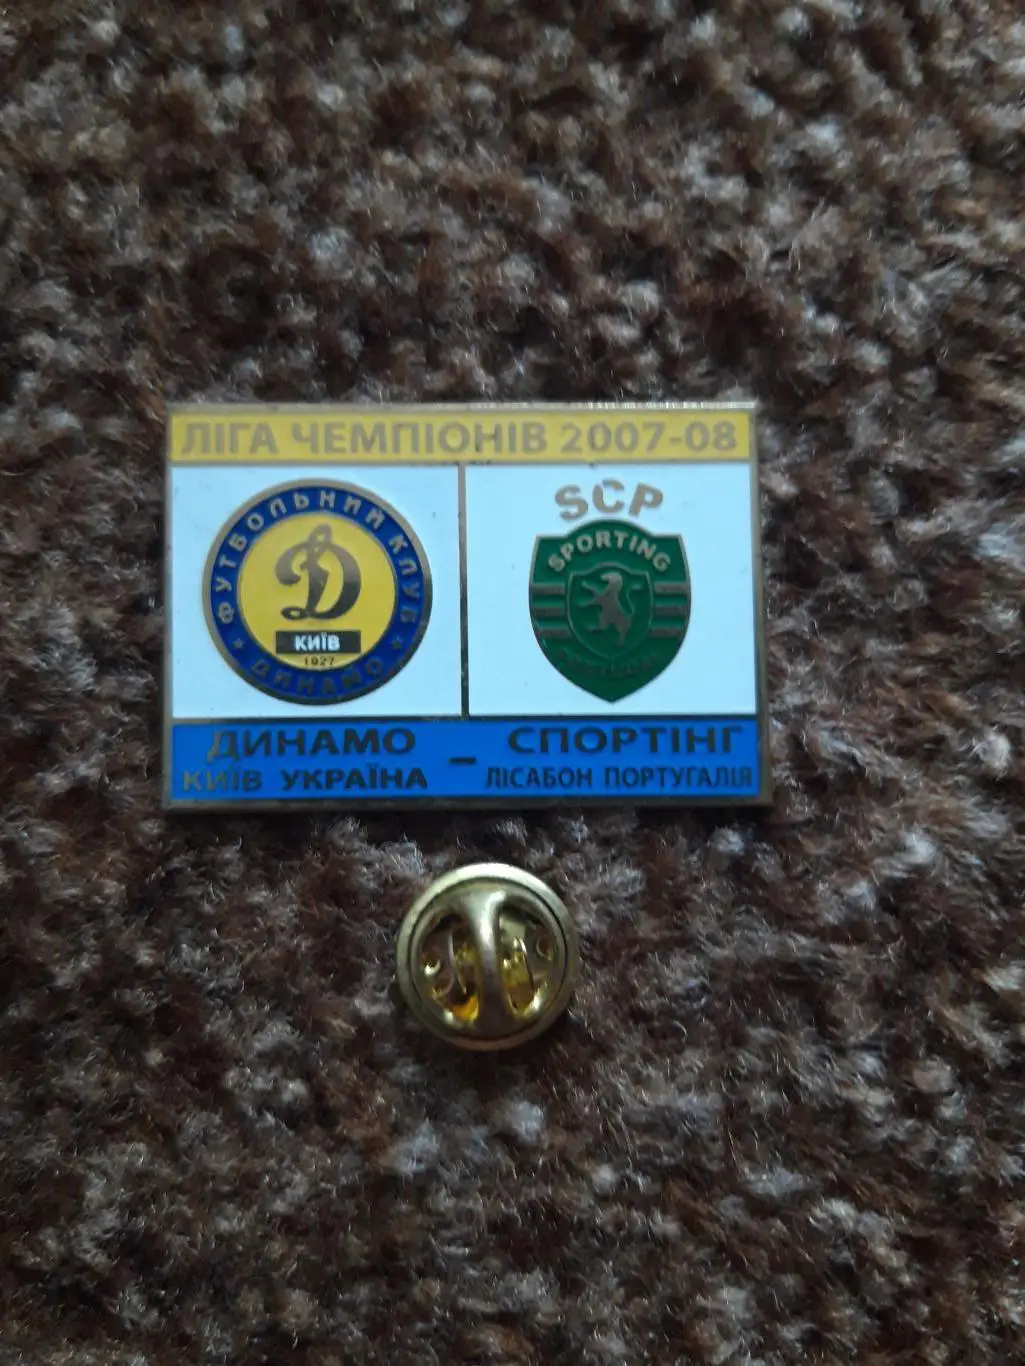 ЛІГА ЧЕМПІОНІВ 2007-08
ФУТБОЛЬНИЙ КЛУБ
Д
КИЇВ
1927
ДИНАМО
SCP
SPORTING
ДИНАМО – СПОРТІНГ
КИЇВ УКРАЇНА ЛІСАБОН ПОРТУГАЛІЯ